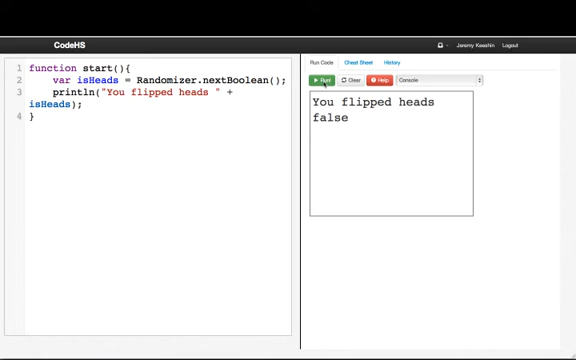 CodeHS
Jeremy Keeshin Logout
Run Code Cheat Sheet History
Run! Clear Help Console
1 function start(){
2 var isHeads = Randomizer.nextBoolean();
3 println("You flipped heads " +
isHeads);
4 }
You flipped heads
false